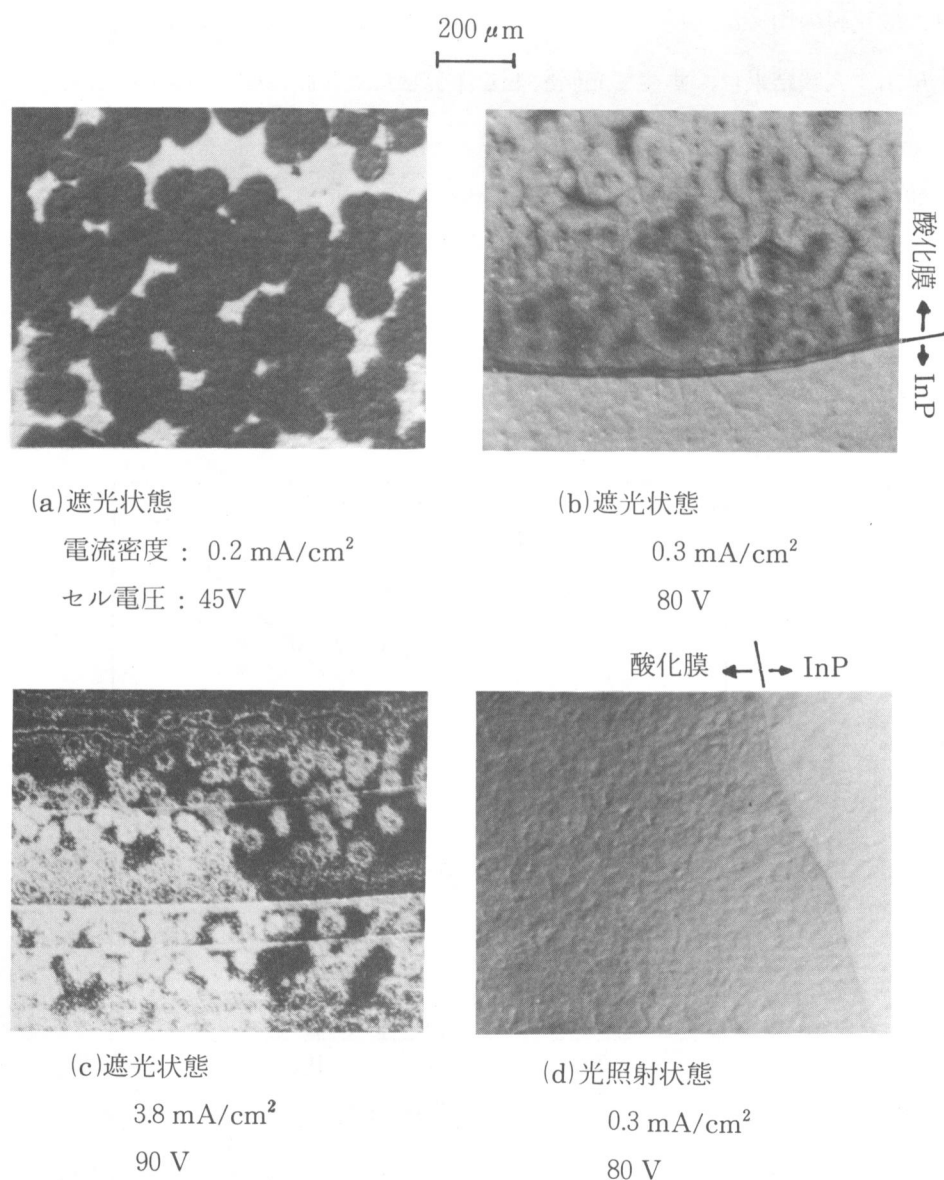 200 μm
酸化膜
InP
(a)遮光状態
電流密度 : 0.2 mA/cm²
セル電圧 : 45V
(b)遮光状態
0.3 mA/cm²
80 V
酸化膜
InP
(c)遮光状態
3.8 mA/cm²
90 V
(d)光照射状態
0.3 mA/cm²
80 V